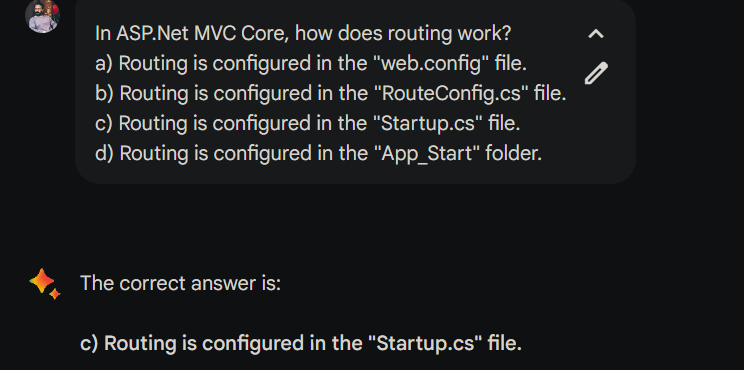 In ASP.Net MVC Core, how does routing work?
a) Routing is configured in the "web.config" file.
b) Routing is configured in the "RouteConfig.cs" file.
c) Routing is configured in the "Startup.cs" file.
d) Routing is configured in the "App_Start" folder.
The correct answer is:
c) Routing is configured in the "Startup.cs" file.